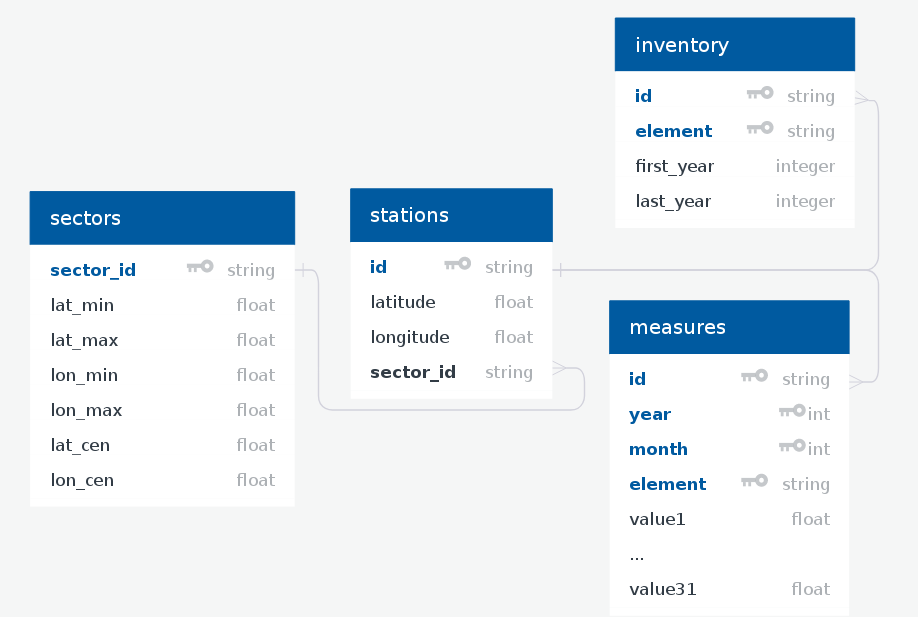 inventory
id string
element string
first_year integer
last_year integer
sectors
sector_id string
lat_min float
lat_max float
lon_min float
lon_max float
lat_cen float
lon_cen float
stations
id string
latitude float
longitude float
sector_id string
measures
id string
year int
month int
element string
value1 float
...
value31 float